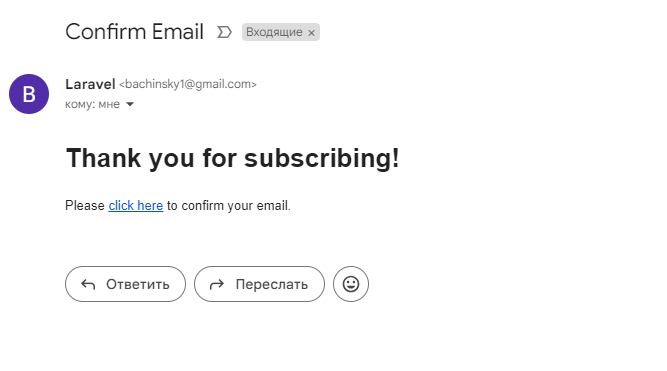 Confirm Email Входящие ×
B
Laravel <bachinsky1@gmail.com>
кому: мне
Thank you for subscribing!
Please click here to confirm your email.
Ответить Переслать